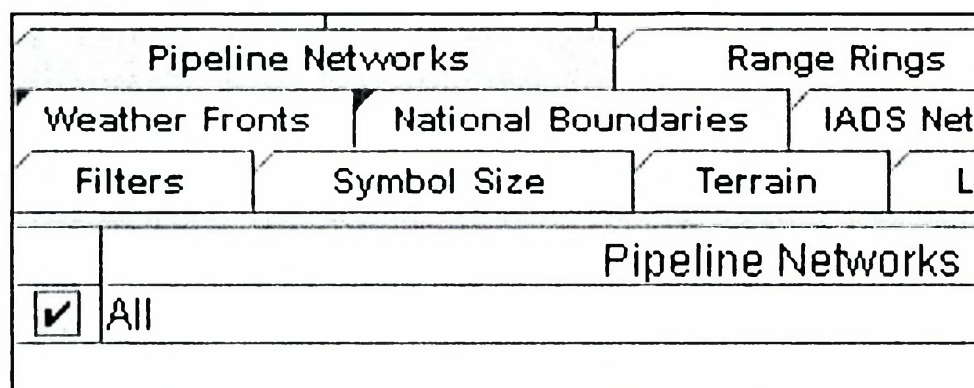 Pipeline Networks Range Rings
Weather Fronts National Boundaries IADS Net
Filters Symbol Size Terrain L
Pipeline Networks
All